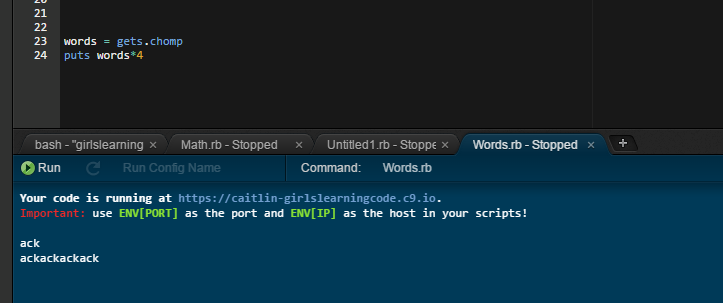 20
21
22
23 words = gets.chomp
24 puts words*4
bash - "girlslearning × Math.rb - Stopped × Untitled1.rb - Stoppe × Words.rb - Stopped × +
Run Run Config Name Command: Words.rb
Your code is running at https://caitlin-girlslearningcode.c9.io.
Important: use ENV[PORT] as the port and ENV[IP] as the host in your scripts!
ack
ackackackack